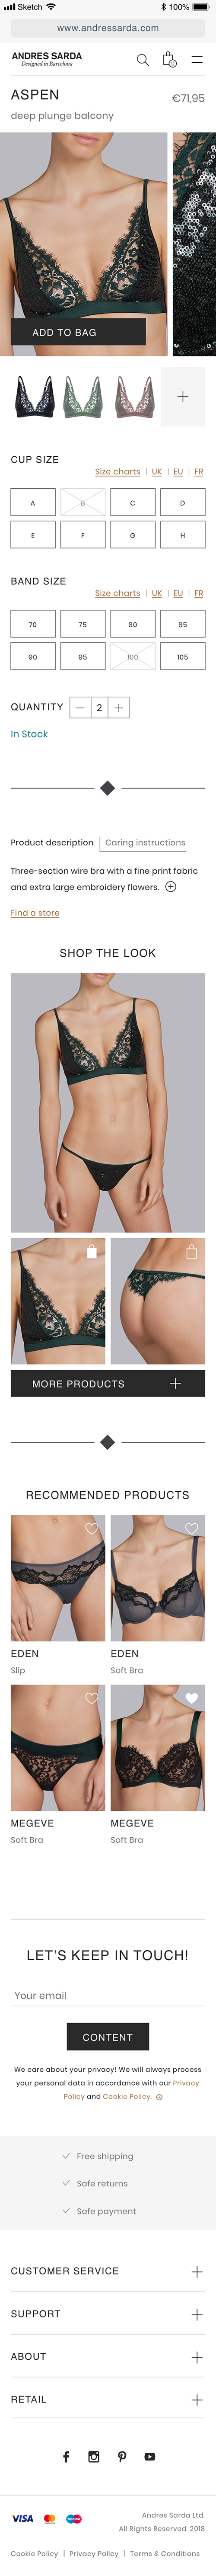 Sketch 100%
www.andressarda.com
ANDRES SARDA
Designed in Barcelona
0
ASPEN
€71,95
deep plunge balcony
ADD TO BAG
CUP SIZE
Size charts | UK | EU | FR
A B C D
E F G H
BAND SIZE
Size charts | UK | EU | FR
70 75 80 85
90 95 100 105
QUANTITY — 2 +
In Stock
Product description | Caring instructions
Three-section wire bra with a fine print fabric
and extra large embroidery flowers.
Find a store
SHOP THE LOOK
MORE PRODUCTS
RECOMMENDED PRODUCTS
EDEN EDEN
Slip Soft Bra
MEGEVE MEGEVE
Soft Bra Soft Bra
LET'S KEEP IN TOUCH!
Your email
CONTENT
We care about your privacy! We will always process
your personal data in accordance with our Privacy
Policy and Cookie Policy.
Free shipping
Safe returns
Safe payment
CUSTOMER SERVICE
SUPPORT
ABOUT
RETAIL
VISA
Andres Sarda Ltd.
All Rights Reserved. 2018
Cookie Policy | Privacy Policy | Terms & Conditions